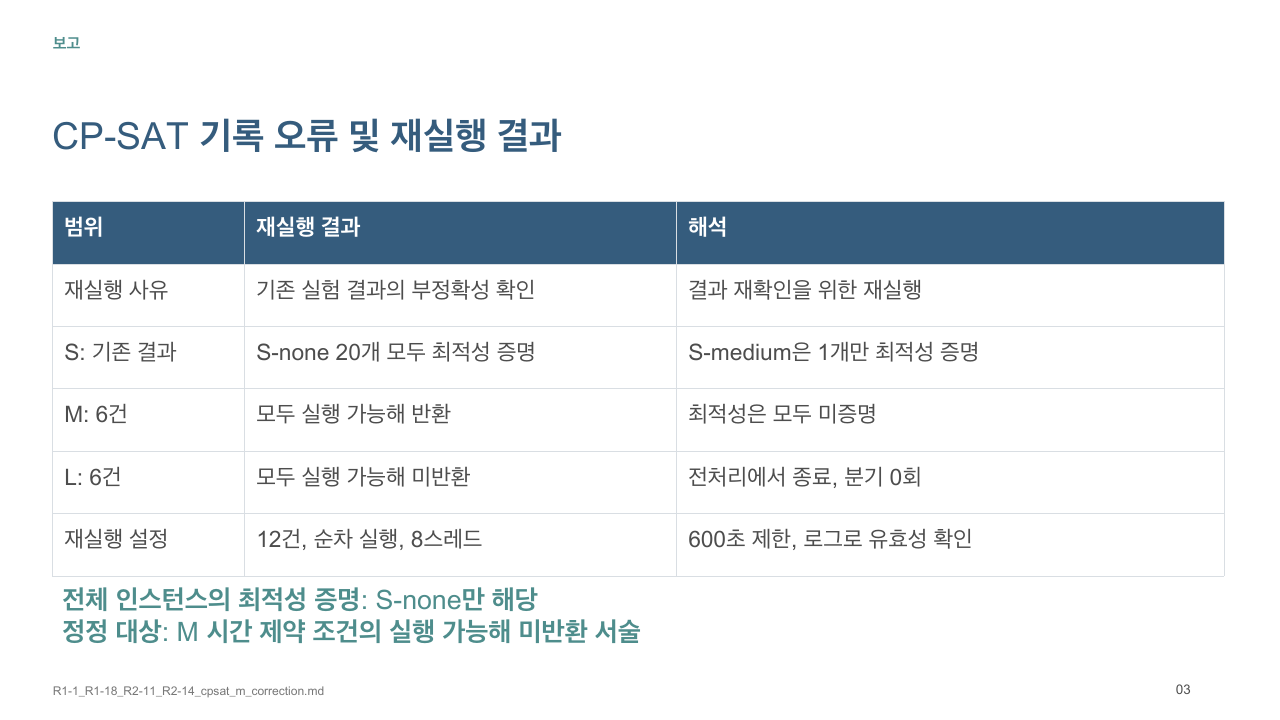 보고
CP-SAT 기록 오류 및 재실행 결과
범위 재실행 결과 해석
재실행 사유 기존 실험 결과의 부정확성 확인 결과 재확인을 위한 재실행
S: 기존 결과 S-none 20개 모두 최적성 증명 S-medium은 1개만 최적성 증명
M: 6건 모두 실행 가능해 반환 최적성은 모두 미증명
L: 6건 모두 실행 가능해 미반환 전처리에서 종료, 분기 0회
재실행 설정 12건, 순차 실행, 8스레드 600초 제한, 로그로 유효성 확인
전체 인스턴스의 최적성 증명: S-none만 해당
정정 대상: M 시간 제약 조건의 실행 가능해 미반환 서술
R1-1_R1-18_R2-11_R2-14_cpsat_m_correction.md 03